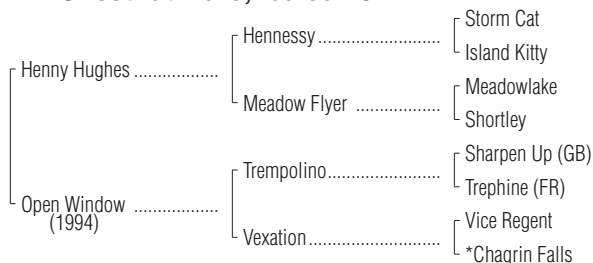 Storm Cat
Hennessy ..............................
Island Kitty
Henny Hughes ....................
Meadowlake
Meadow Flyer .....................
Shortley
Sharpen Up (GB)
Trempolino............................
Trephine (FR)
Open Window ....................
(1994)
Vice Regent
Vexation.................................
*Chagrin Falls